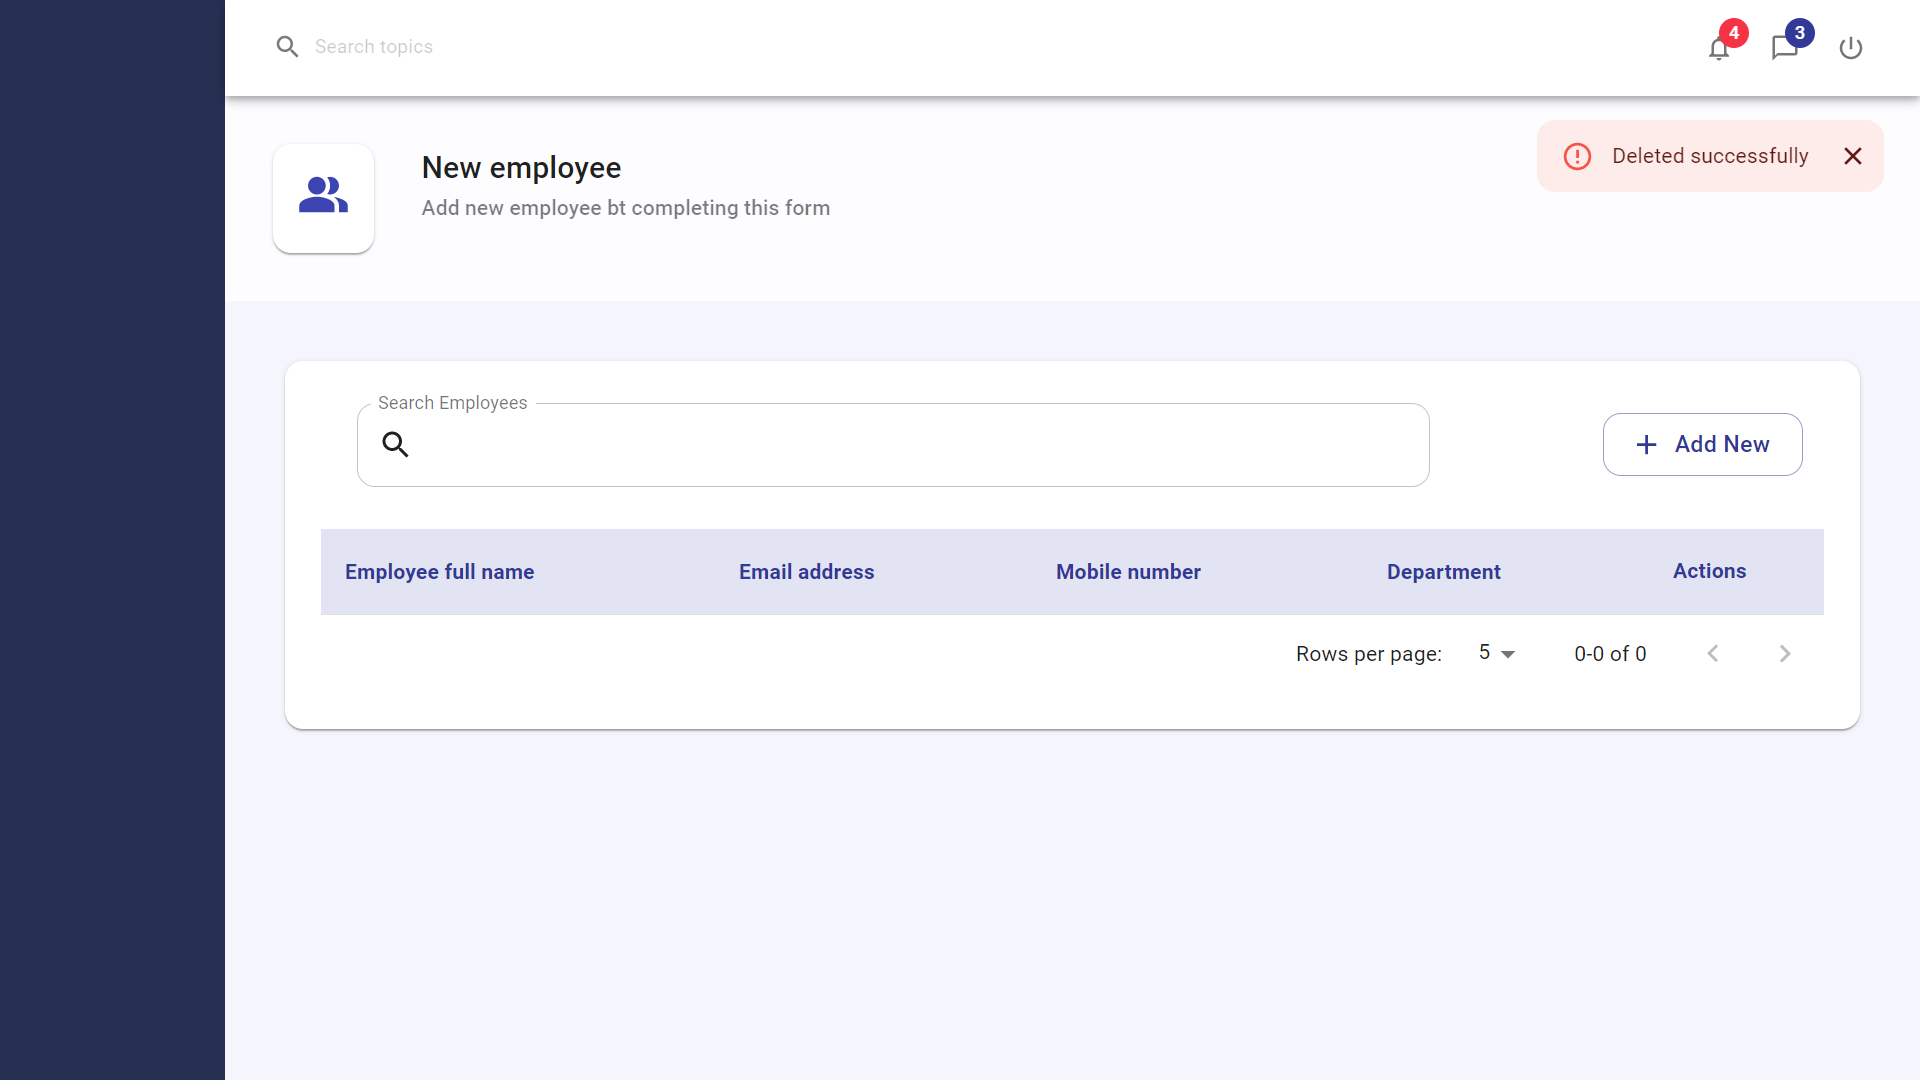 Search topics
4
3
New employee
Add new employee bt completing this form
Deleted successfully
Search Employees
Add New
Employee full name Email address Mobile number Department Actions
Rows per page: 5 0-0 of 0